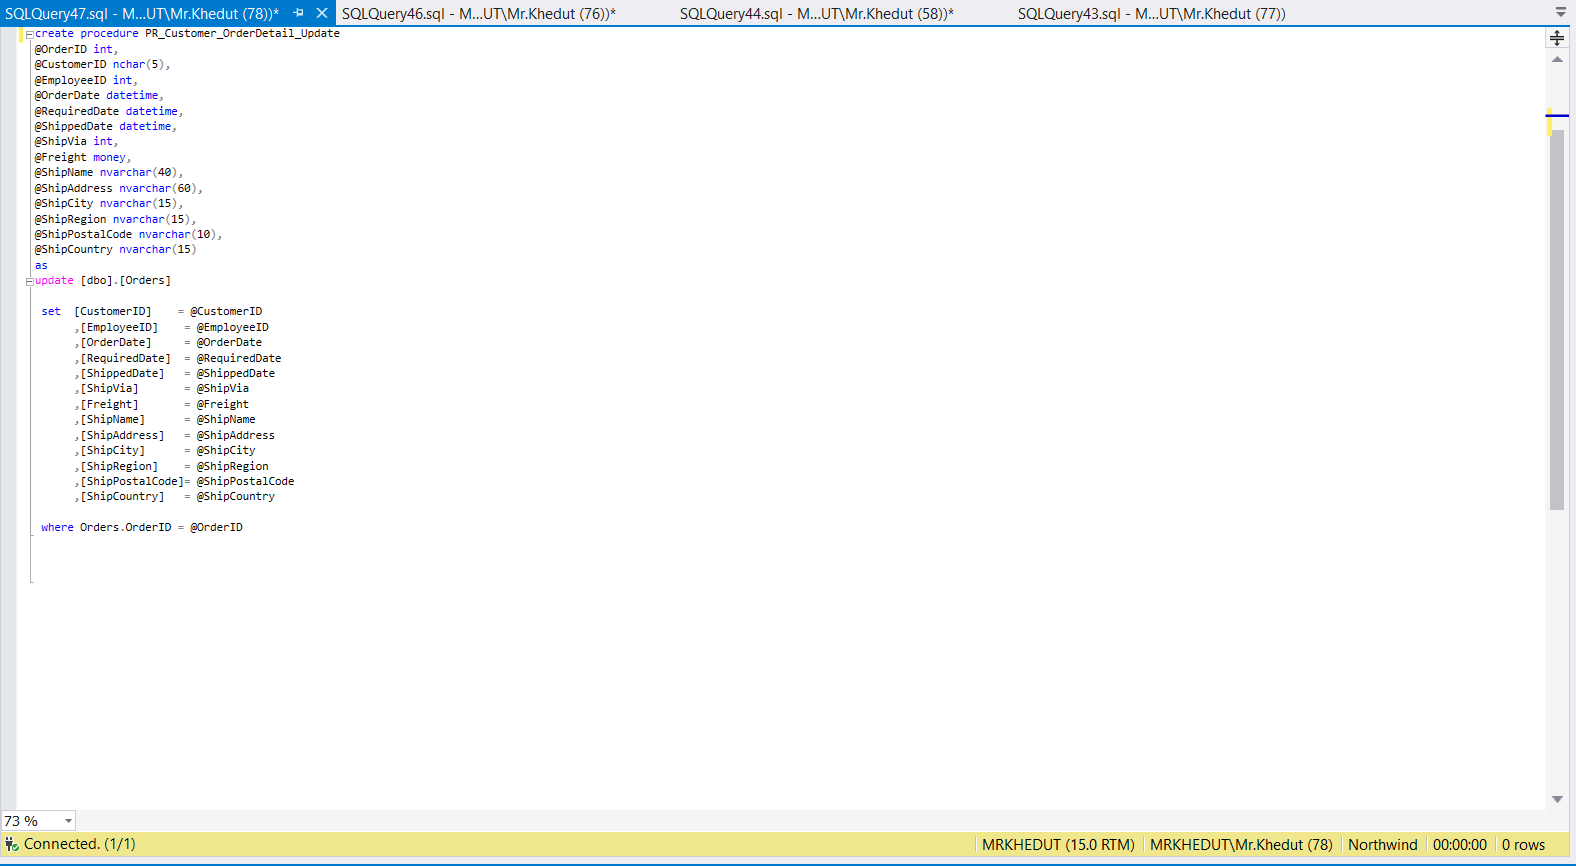 SQLQuery47.sql - M...UT\Mr.Khedut (78))* SQLQuery46.sql - M...UT\Mr.Khedut (76))* SQLQuery44.sql - M...UT\Mr.Khedut (58))* SQLQuery43.sql - M...UT\Mr.Khedut (77))
create procedure PR_Customer_OrderDetail_Update
@OrderID int,
@CustomerID nchar(5),
@EmployeeID int,
@OrderDate datetime,
@RequiredDate datetime,
@ShippedDate datetime,
@ShipVia int,
@Freight money,
@ShipName nvarchar(40),
@ShipAddress nvarchar(60),
@ShipCity nvarchar(15),
@ShipRegion nvarchar(15),
@ShipPostalCode nvarchar(10),
@ShipCountry nvarchar(15)
as
update [dbo].[Orders]
set [CustomerID] = @CustomerID
,[EmployeeID] = @EmployeeID
,[OrderDate] = @OrderDate
,[RequiredDate] = @RequiredDate
,[ShippedDate] = @ShippedDate
,[ShipVia] = @ShipVia
,[Freight] = @Freight
,[ShipName] = @ShipName
,[ShipAddress] = @ShipAddress
,[ShipCity] = @ShipCity
,[ShipRegion] = @ShipRegion
,[ShipPostalCode]= @ShipPostalCode
,[ShipCountry] = @ShipCountry
where Orders.OrderID = @OrderID
73 %
Connected. (1/1) MRKHEDUT (15.0 RTM) MRKHEDUT\Mr.Khedut (78) Northwind 00:00:00 0 rows